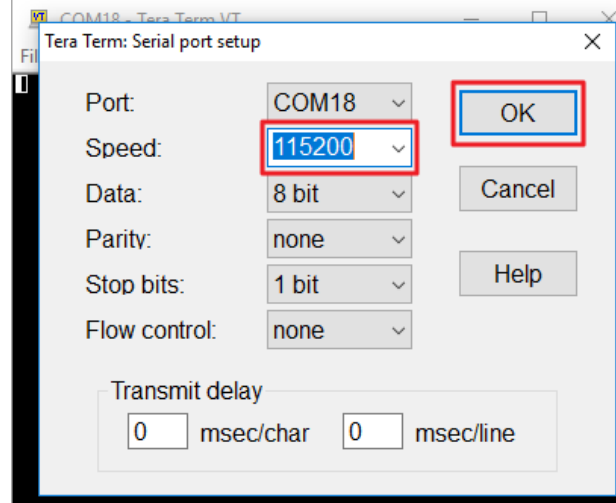 COM18 - Tera Term VT
Tera Term: Serial port setup
Fil
Port: COM18 OK
Speed: 115200
Data: 8 bit Cancel
Parity: none
Stop bits: 1 bit Help
Flow control: none
Transmit delay
0 msec/char 0 msec/line